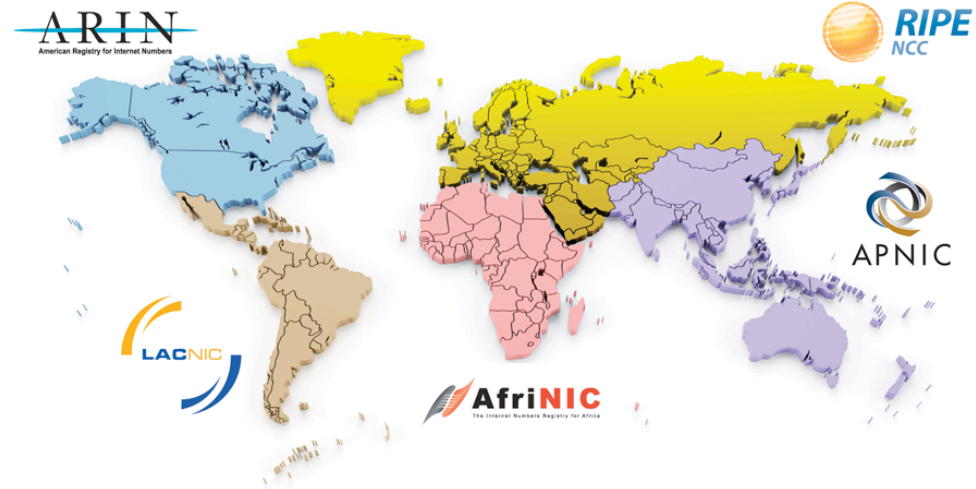 ARIN
American Registry for Internet Numbers
RIPE
NCC
APNIC
LACNIC
AfriNIC
The Internet Numbers Registry for Africa